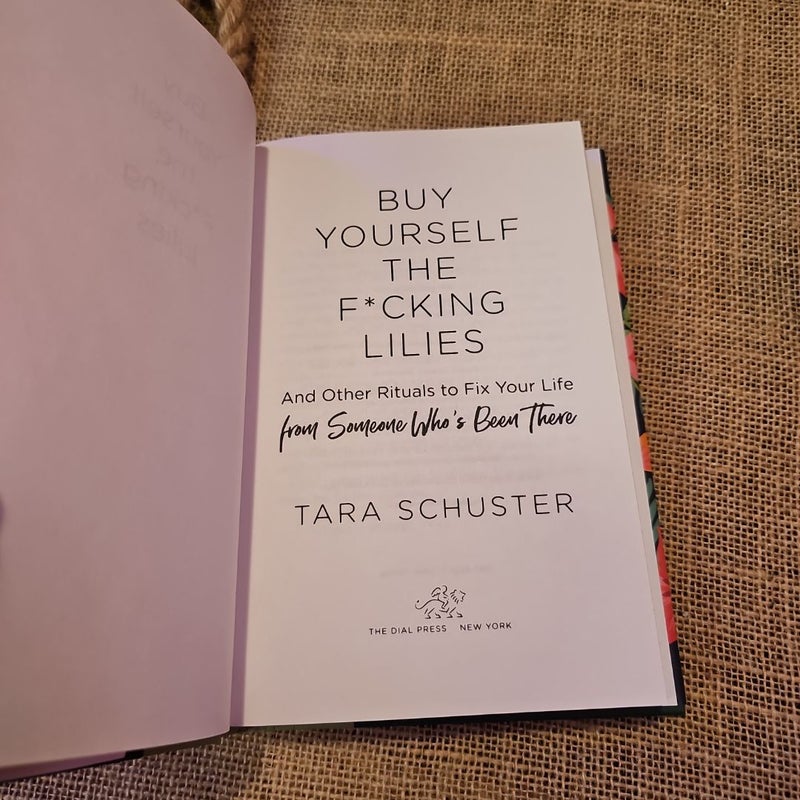 BUY
YOURSELF
THE
F*CKING
LILIES
And Other Rituals to Fix Your Life
from Someone Who's Been There
TARA SCHUSTER
THE DIAL PRESS NEW YORK